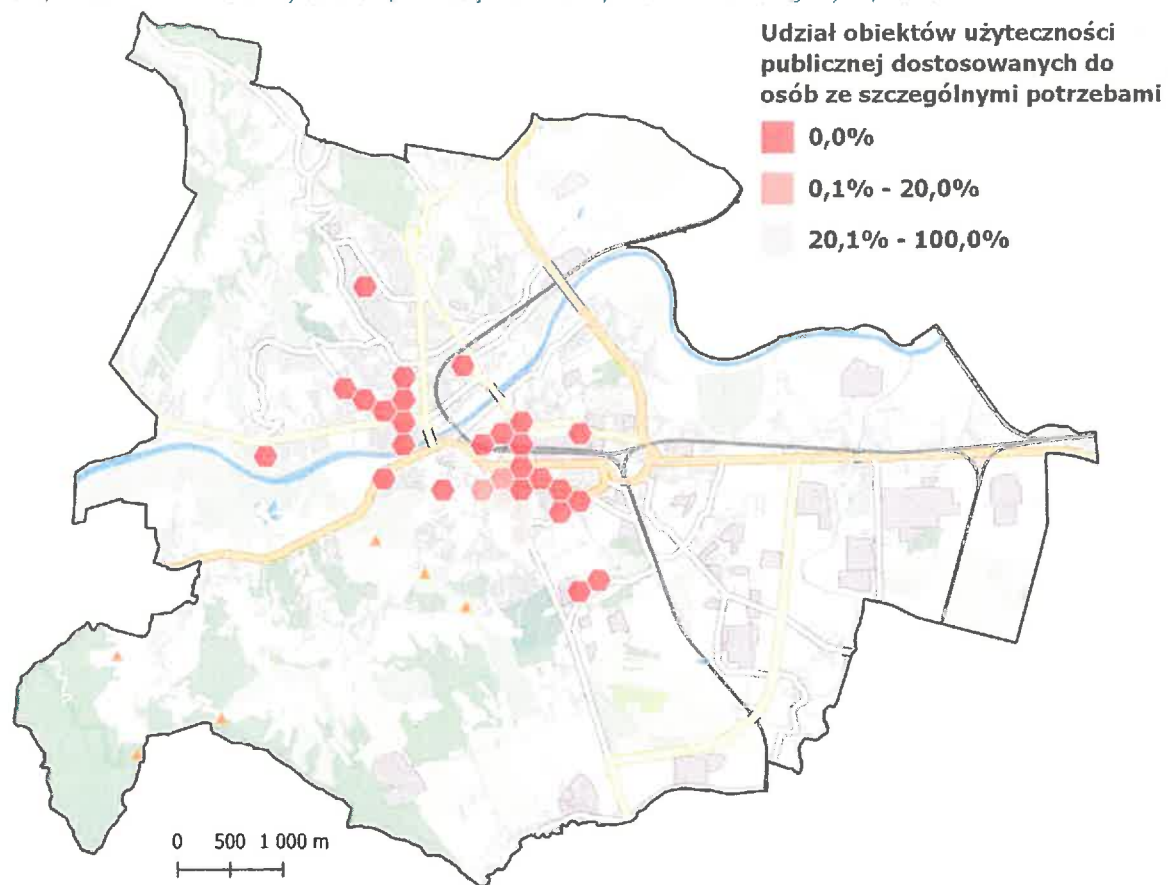 Udział obiektów użyteczności
publicznej dostosowanych do
osób ze szczególnymi potrzebami
0,0%
0,1% - 20,0%
20,1% - 100,0%
0 500 1 000 m